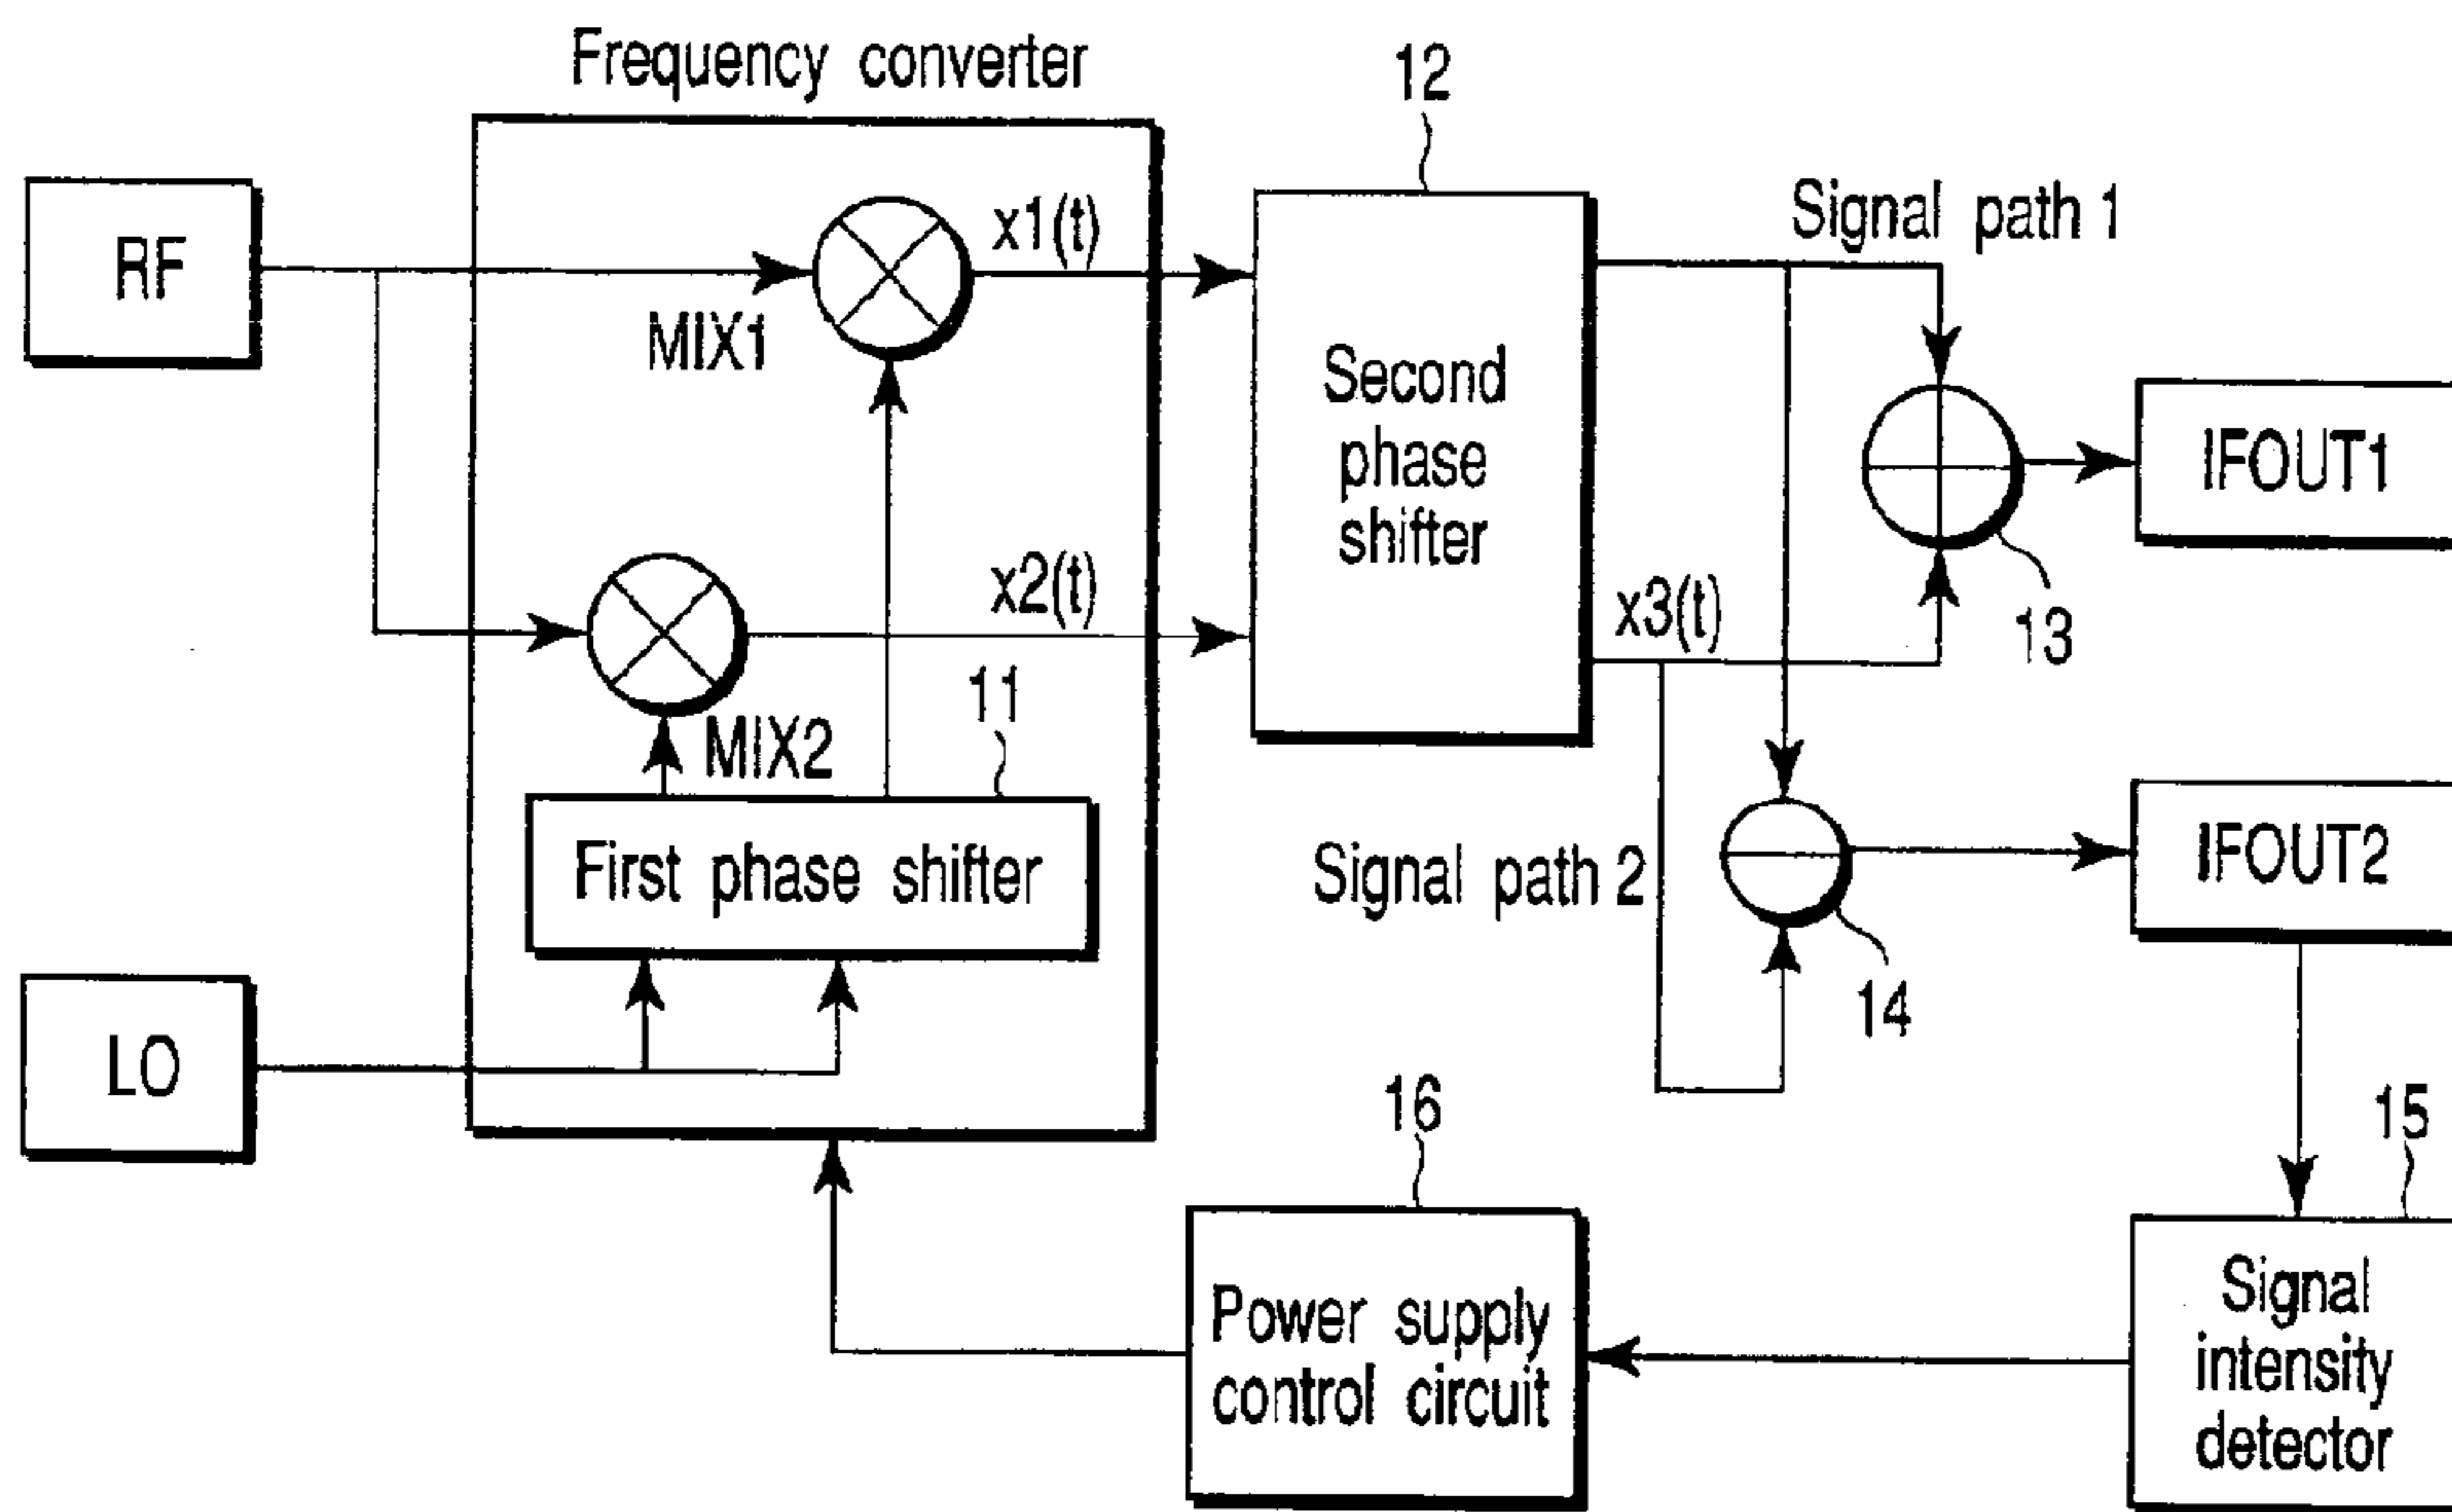 Frequency converter
12
RF
x1(t)
Signal path 1
MIX1
Second
phase
shifter
IFOUT1
x2(t)
x3(t)
13
11
MIX2
First phase shifter
Signal path 2
IFOUT2
14
LO
16
15
Power supply
control circuit
Signal
intensity
detector